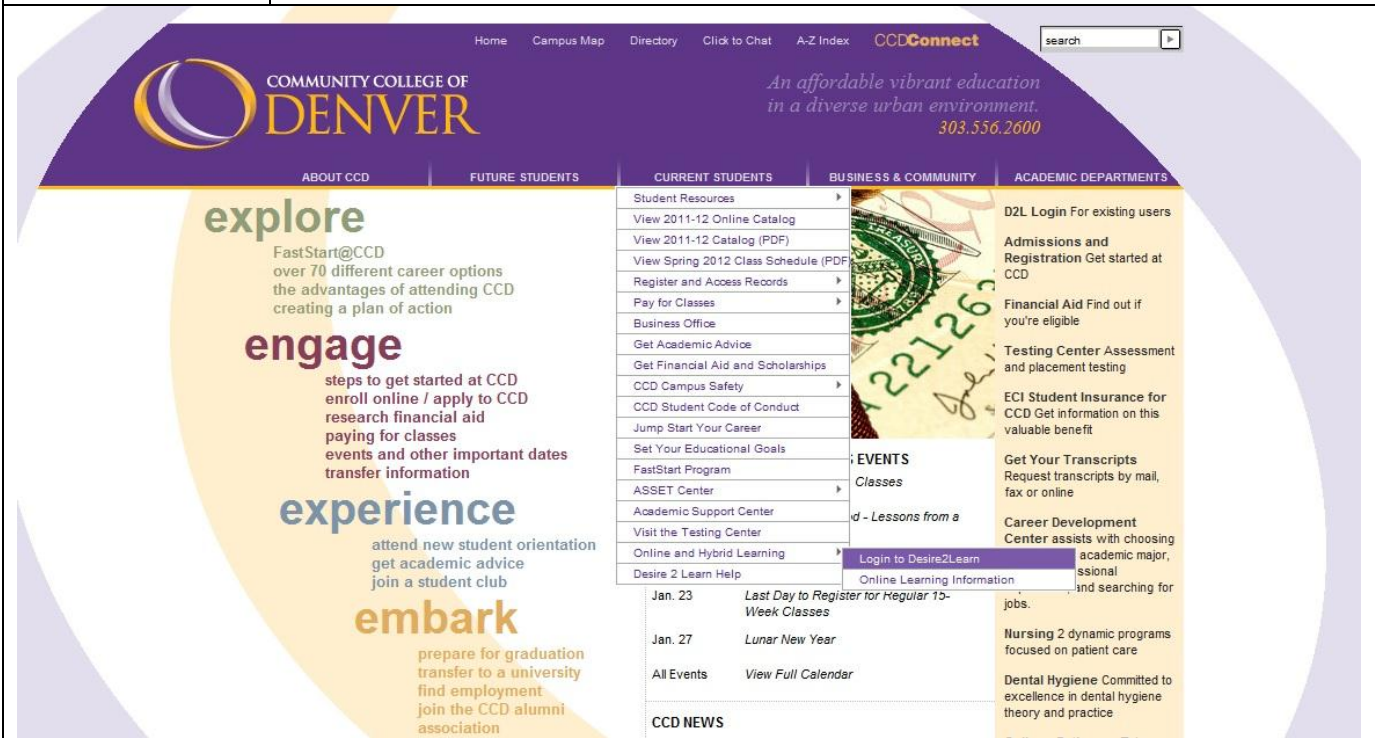 Home Campus Map Directory Click to Chat A-Z Index CCDConnect search
COMMUNITY COLLEGE OF
DENVER
An affordable vibrant education
in a diverse urban environment.
303.556.2600
ABOUT CCD FUTURE STUDENTS CURRENT STUDENTS BUSINESS & COMMUNITY ACADEMIC DEPARTMENTS
explore
FastStart@CCD
over 70 different career options
the advantages of attending CCD
creating a plan of action
engage
steps to get started at CCD
enroll online / apply to CCD
research financial aid
paying for classes
events and other important dates
transfer information
experience
attend new student orientation
get academic advice
join a student club
embark
prepare for graduation
transfer to a university
find employment
join the CCD alumni
association
Student Resources
View 2011-12 Online Catalog
View 2011-12 Catalog (PDF)
View Spring 2012 Class Schedule (PDF
Register and Access Records
Pay for Classes
Business Office
Get Academic Advice
Get Financial Aid and Scholarships
CCD Campus Safety
CCD Student Code of Conduct
Jump Start Your Career
Set Your Educational Goals
FastStart Program
ASSET Center
Academic Support Center
Visit the Testing Center
Online and Hybrid Learning
Desire 2 Learn Help
Login to Desire2Learn
Online Learning Information
EVENTS
Classes
- Lessons from a
Jan. 23 Last Day to Register for Regular 15-
Week Classes
Jan. 27 Lunar New Year
All Events View Full Calendar
CCD NEWS
D2L Login For existing users
Admissions and
Registration Get started at
CCD
Financial Aid Find out if
you're eligible
Testing Center Assessment
and placement testing
ECI Student Insurance for
CCD Get information on this
valuable benefit
Get Your Transcripts
Request transcripts by mail,
fax or online
Career Development
Center assists with choosing
academic major,
and searching for
jobs.
Nursing 2 dynamic programs
focused on patient care
Dental Hygiene Committed to
excellence in dental hygiene
theory and practice